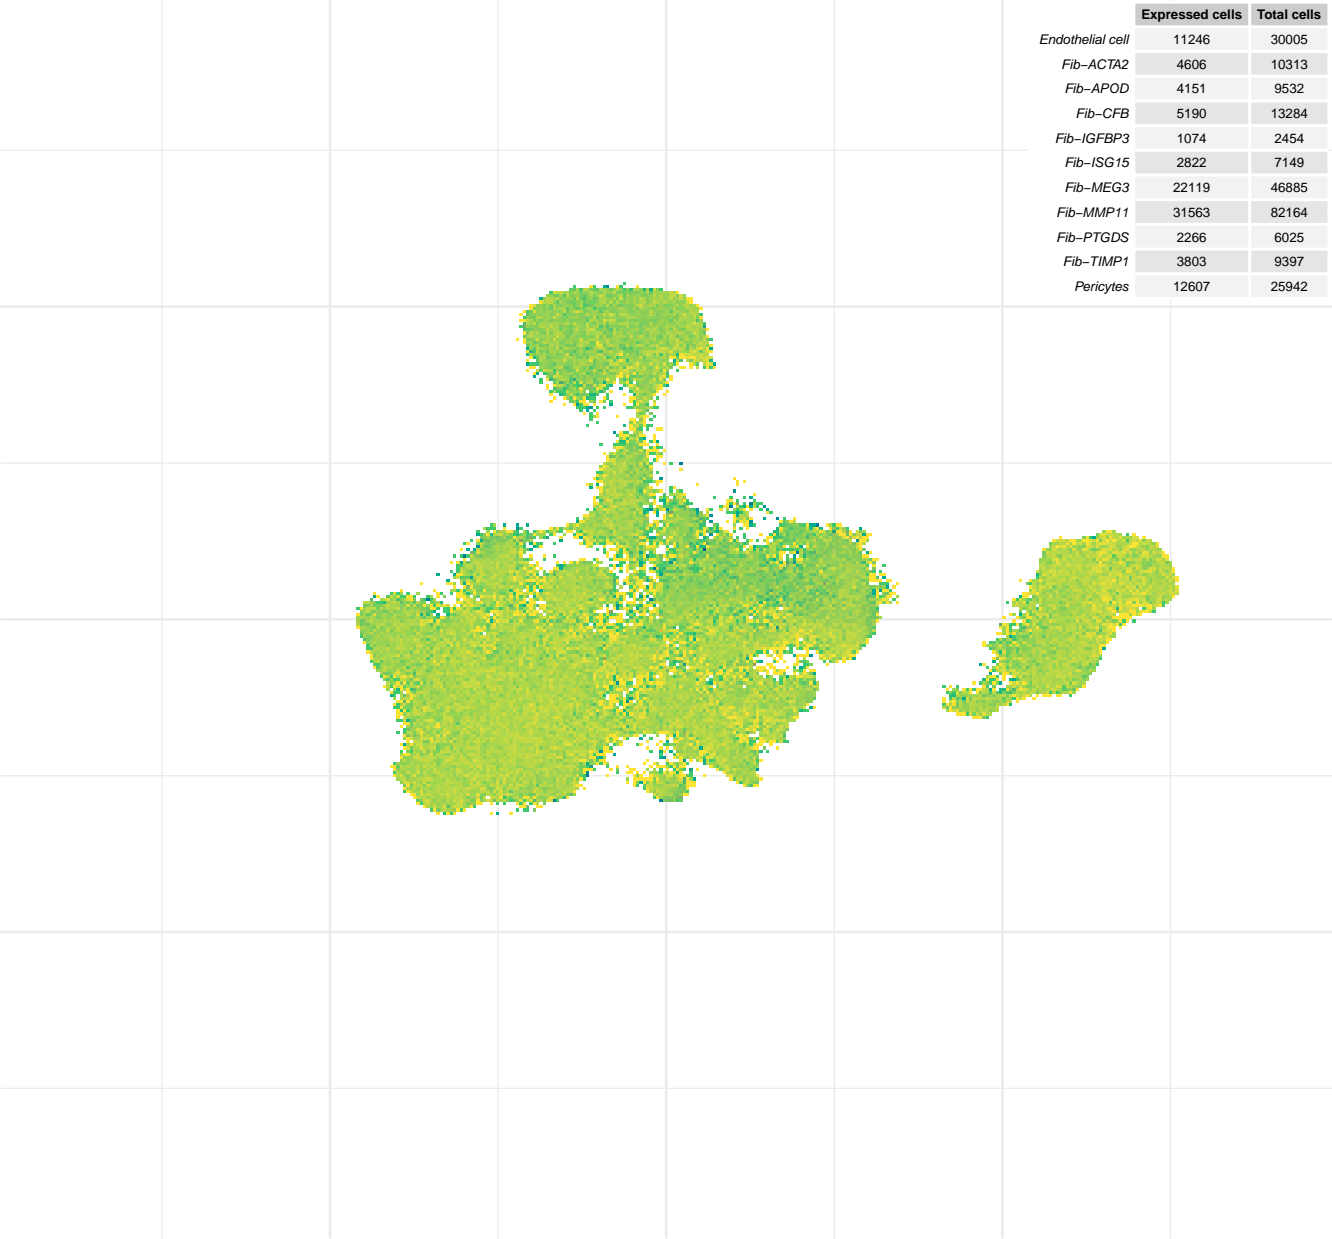 Expressed cells Total cells
Endothelial cell 11246 30005
Fib−ACTA2 4606 10313
Fib−APOD 4151 9532
Fib−CFB 5190 13284
Fib−IGFBP3 1074 2454
Fib−ISG15 2822 7149
Fib−MEG3 22119 46885
Fib−MMP11 31563 82164
Fib−PTGDS 2266 6025
Fib−TIMP1 3803 9397
Pericytes 12607 25942